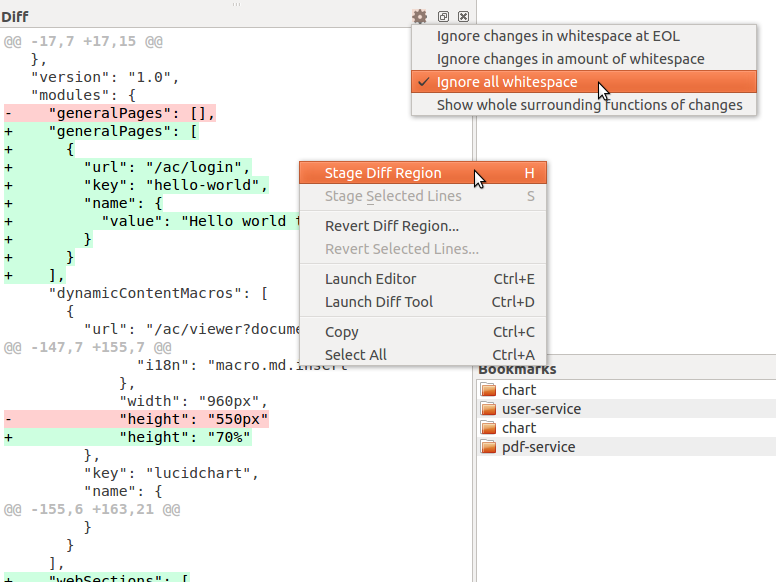 Diff
@@ -17,7 +17,15 @@
},
"version": "1.0",
"modules": {
- "generalPages": [],
+ "generalPages": [
+ {
+ "url": "/ac/login",
+ "key": "hello-world",
+ "name": {
+ "value": "Hello world
+ }
+ }
+ ],
"dynamicContentMacros": [
{
"url": "/ac/viewer?docume
@@ -147,7 +155,7 @@
"i18n": "macro.md.insert
},
"width": "960px",
- "height": "550px"
+ "height": "70%"
},
"key": "lucidchart",
"name": {
@@ -155,6 +163,21 @@
}
}
],
+ "webSections": [
Ignore changes in whitespace at EOL
Ignore changes in amount of whitespace
✓ Ignore all whitespace
Show whole surrounding functions of changes
Stage Diff Region H
Stage Selected Lines S
Revert Diff Region...
Revert Selected Lines...
Launch Editor Ctrl+E
Launch Diff Tool Ctrl+D
Copy Ctrl+C
Select All Ctrl+A
Bookmarks
chart
user-service
chart
pdf-service